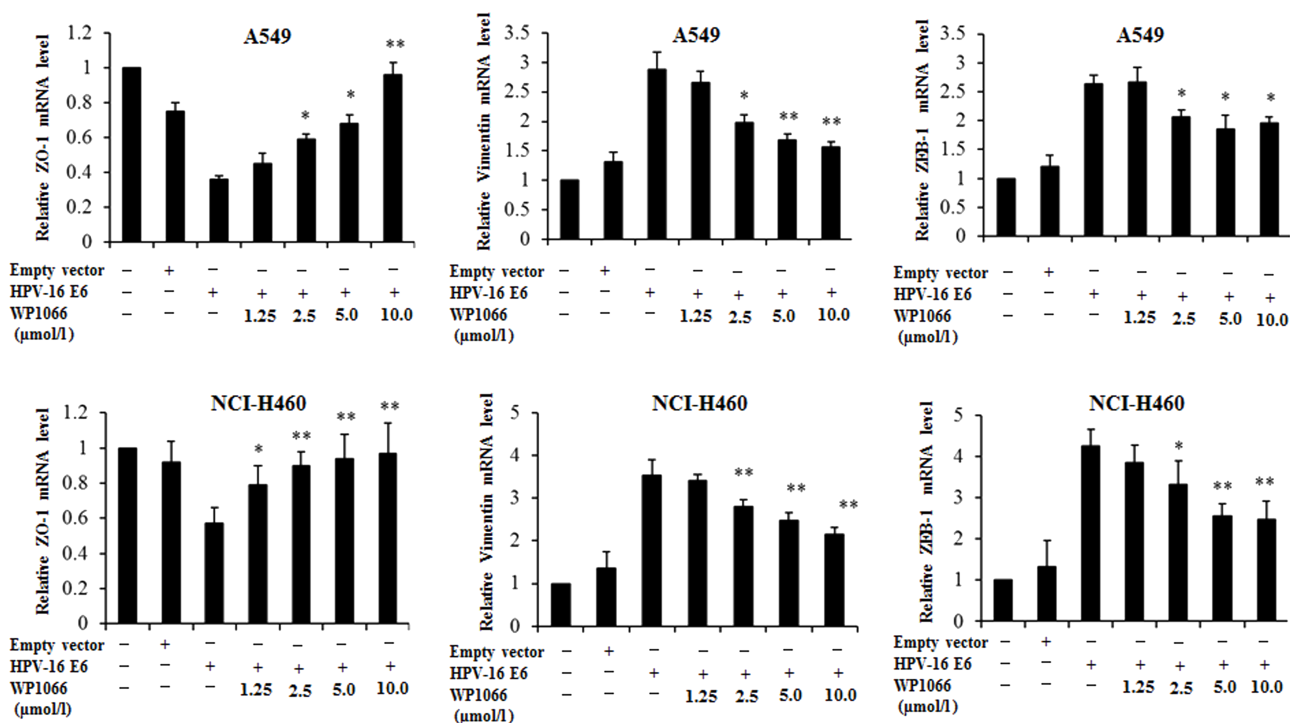 A549
Relative ZO-1 mRNA level
1.2
1
0.8
0.6
0.4
0.2
0
* * **
Empty vector – + – – – – –
HPV-16 E6 – – + + + + +
WP1066 – – – 1.25 2.5 5.0 10.0
(µmol/l)
A549
Relative Vimentin mRNA level
3.5
3
2.5
2
1.5
1
0.5
0
* ** **
Empty vector – + – – – – –
HPV-16 E6 – – + + + + +
WP1066 – – – 1.25 2.5 5.0 10.0
(µmol/l)
A549
Relative ZEB-1 mRNA level
3.5
3
2.5
2
1.5
1
0.5
0
* * *
Empty vector – + – – – – –
HPV-16 E6 – – + + + + +
WP1066 – – – 1.25 2.5 5.0 10.0
(µmol/l)
NCI-H460
Relative ZO-1 mRNA level
1.2
1
0.8
0.6
0.4
0.2
0
* ** ** **
Empty vector – + – – – – –
HPV-16 E6 – – + + + + +
WP1066 – – – 1.25 2.5 5.0 10.0
(µmol/l)
NCI-H460
Relative Vimentin mRNA level
5
4
3
2
1
0
** ** **
Empty vector – + – – – – –
HPV-16 E6 – – + + + + +
WP1066 – – – 1.25 2.5 5.0 10.0
(µmol/l)
NCI-H460
Relative ZEB-1 mRNA level
5
4
3
2
1
0
* ** **
Empty vector – + – – – – –
HPV-16 E6 – – + + + + +
WP1066 – – – 1.25 2.5 5.0 10.0
(µmol/l)